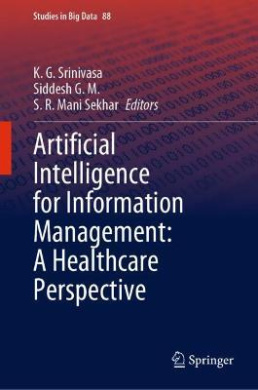 Studies in Big Data 88
K. G. Srinivasa
Siddesh G. M.
S. R. Mani Sekhar Editors
Artificial
Intelligence
for Information
Management:
A Healthcare
Perspective
Springer